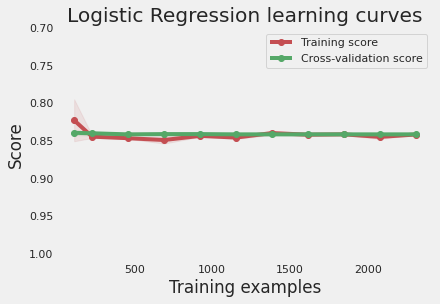 Logistic Regression learning curves
0.70
0.75
0.80
0.85
0.90
0.95
1.00
Score
Training score
Cross-validation score
500
1000
1500
2000
Training examples